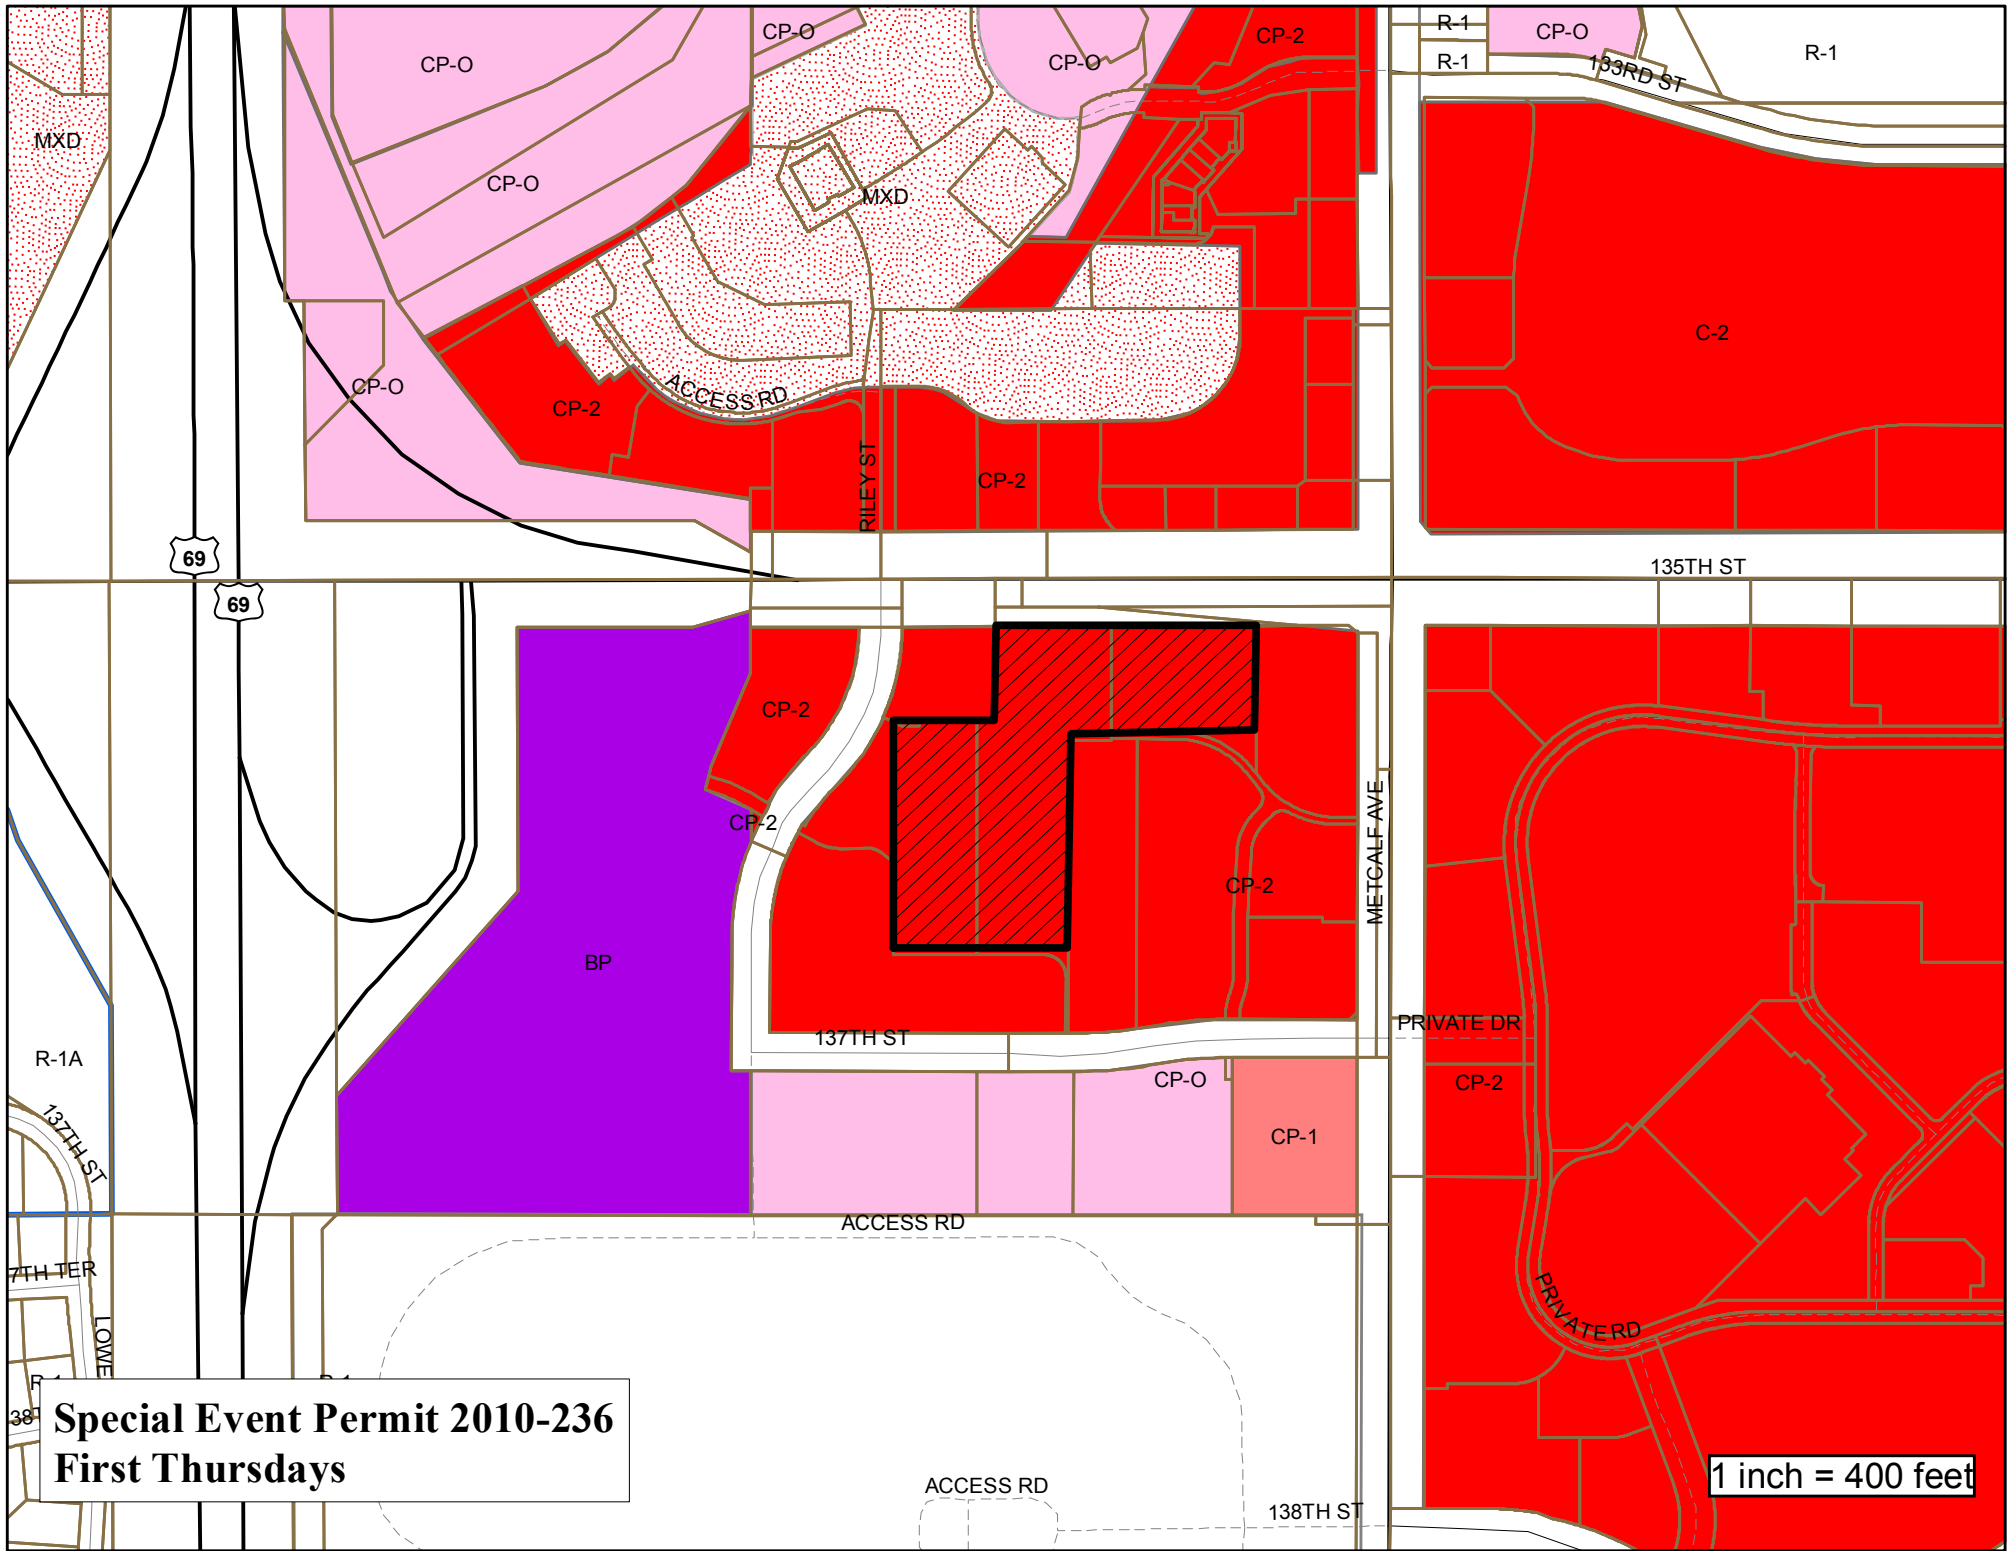 R-1
CP-O
CP-O
CP-2
R-1
CP-O
CP-O
R-1
133RD ST
MXD
CP-O
MXD
C-2
CP-O
ACCESS RD
CP-2
RILEY ST
CP-2
69
135TH ST
69
CP-2
CP-2
METCALF AVE
CP-2
BP
PRIVATE DR
137TH ST
R-1A
CP-O
CP-2
137TH ST
CP-1
ACCESS RD
7TH TER
PRIVATE RD
LOWE
Special Event Permit 2010-236
First Thursdays
1 inch = 400 feet
ACCESS RD
138TH ST